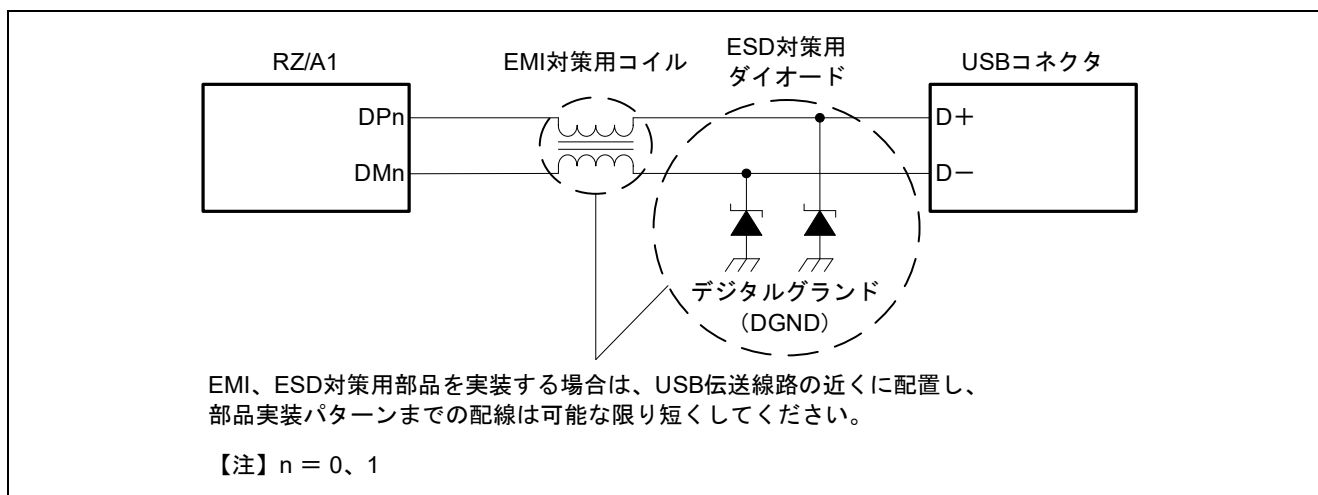 RZ/A1
EMI対策用コイル
ESD対策用
ダイオード
USBコネクタ
DPn
DMn
D＋
D－
デジタルグランド
（DGND）
EMI、ESD対策用部品を実装する場合は、USB伝送線路の近くに配置し、
部品実装パターンまでの配線は可能な限り短くしてください。
【注】n ＝ 0、1